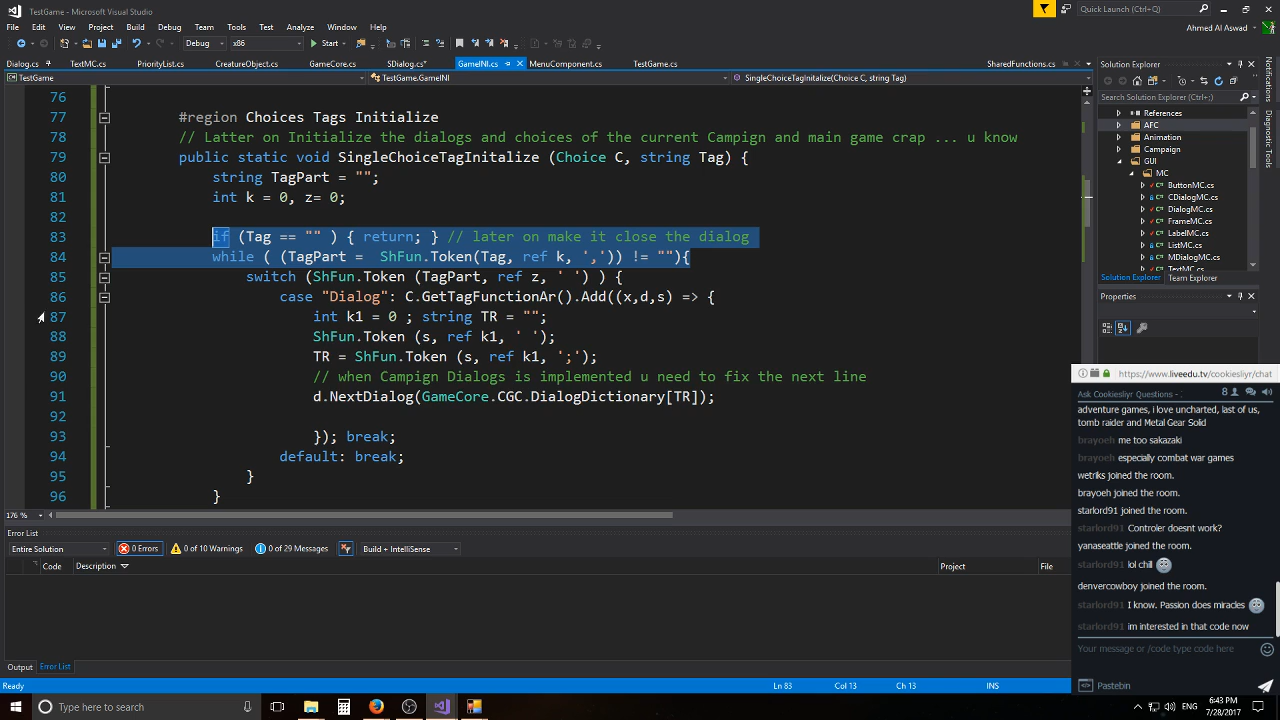 TestGame - Microsoft Visual Studio
Quick Launch (Ctrl+Q)
File Edit View Project Build Debug Team Tools Test Analyze Window Help
Ahmed Al Aswad
Debug x86 Start
Dialog.cs* TextMC.cs PriorityList.cs CreatureObject.cs GameCore.cs SDialog.cs* GameINI.cs MenuComponent.cs TestGame.cs SharedFunctions.cs
TestGame TestGame.GameINI SingleChoiceTagInitalize(Choice C, string Tag)
76
77 #region Choices Tags Initialize
78 // Latter on Initialize the dialogs and choices of the current Campign and main game crap ... u know
79 public static void SingleChoiceTagInitalize (Choice C, string Tag) {
80 string TagPart = "";
81 int k = 0, z= 0;
82
83 if (Tag == "" ) { return; } // later on make it close the dialog
84 while ( (TagPart = ShFun.Token(Tag, ref k, ',')) != ""){
85 switch (ShFun.Token (TagPart, ref z, ' ') ) {
86 case "Dialog": C.GetTagFunctionAr().Add((x,d,s) => {
87 int k1 = 0 ; string TR = "";
88 ShFun.Token (s, ref k1, ' ');
89 TR = ShFun.Token (s, ref k1, ';');
90 // when Campign Dialogs is implemented u need to fix the next line
91 d.NextDialog(GameCore.CGC.DialogDictionary[TR]);
92
93 }); break;
94 default: break;
95 }
96 }
176 %
Error List
Entire Solution 0 Errors 0 of 10 Warnings 0 of 29 Messages Build + IntelliSense
Code Description Project File
Output Error List
Ready Ln 83 Col 13 Ch 13 INS
Solution Explorer
Search Solution Explorer (Ctrl+;)
References
AFC
Animation
Campaign
GUI
MC
ButtonMC.cs
CDialogMC.cs
DialogMC.cs
FrameMC.cs
LabelMC.cs
ListMC.cs
MenuMC.cs
Solution Explorer Team Explorer
Properties
Notifications
Diagnostic Tools
https://www.liveedu.tv/cookiesliyr/chat
Ask Cookiesliyr Questions - . 8
adventure games, i love uncharted, last of us,
tomb raider and Metal Gear Solid
brayoeh me too sakazaki
brayoeh especially combat war games
wetriks joined the room.
brayoeh joined the room.
starlord91 joined the room.
starlord91 Controler doesnt work?
yanaseattle joined the room.
starlord91 lol chill
denvercowboy joined the room.
starlord91 I know. Passion does miracles
starlord91 im interested in that code now
Your message or /code type code here
Pastebin
Type here to search
ENG
6:43 PM
7/28/2017